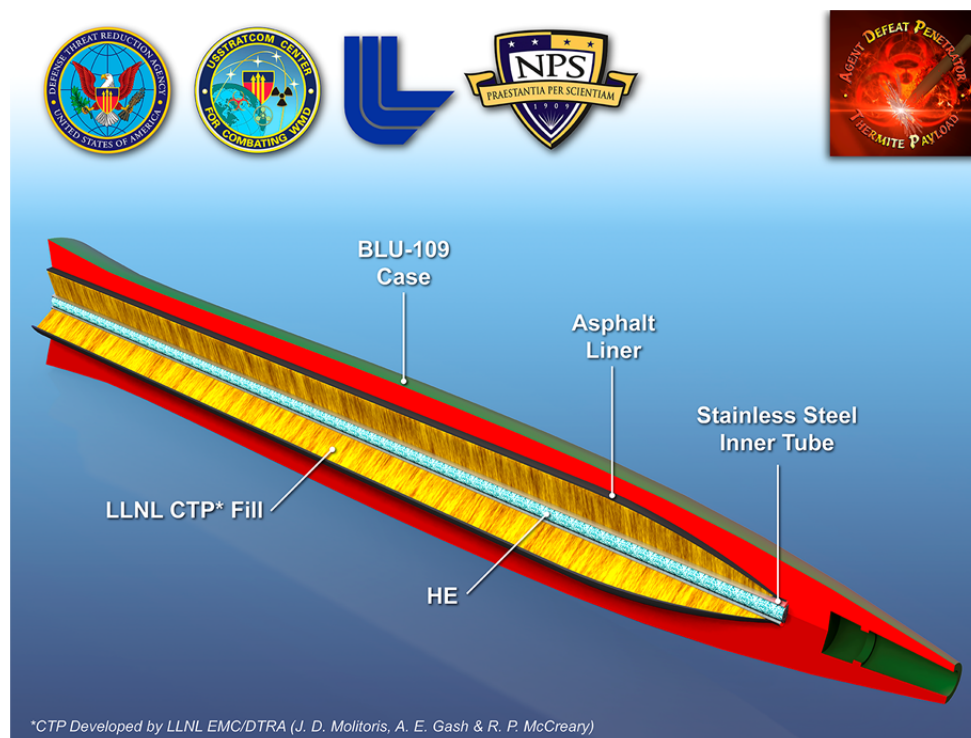 DEFENSE THREAT REDUCTION AGENCY
UNITED STATES OF AMERICA
USSTRATCOM CENTER
FOR COMBATING WMD
NPS
PRAESTANTIA PER SCIENTIAM
1909
AGENT DEFEAT PENETRATOR
THERMITE PAYLOAD
BLU-109
Case
Asphalt
Liner
Stainless Steel
Inner Tube
LLNL CTP* Fill
HE
*CTP Developed by LLNL EMC/DTRA (J. D. Molitoris, A. E. Gash & R. P. McCreary)